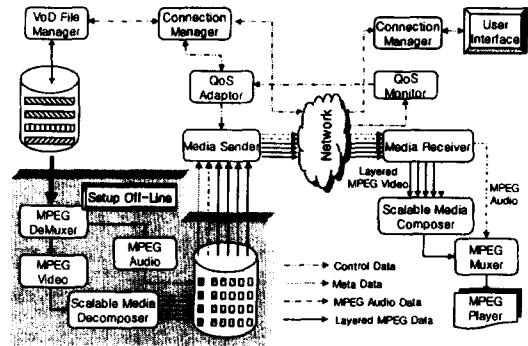 VoD File
Manager
Connection
Manager
Connection
Manager
User
Interface
QoS
Adaptor
QoS
Monitor
Media Sender
Network
Media Receiver
Layered
MPEG Video
MPEG
Audio
Setup Off-Line
MPEG
DeMuxer
MPEG
Audio
MPEG
Video
Scalable Media
Decomposer
Scalable Media
Composer
MPEG
Muxer
MPEG
Player
Control Data
Meta Data
MPEG Audio Data
Layered MPEG Data